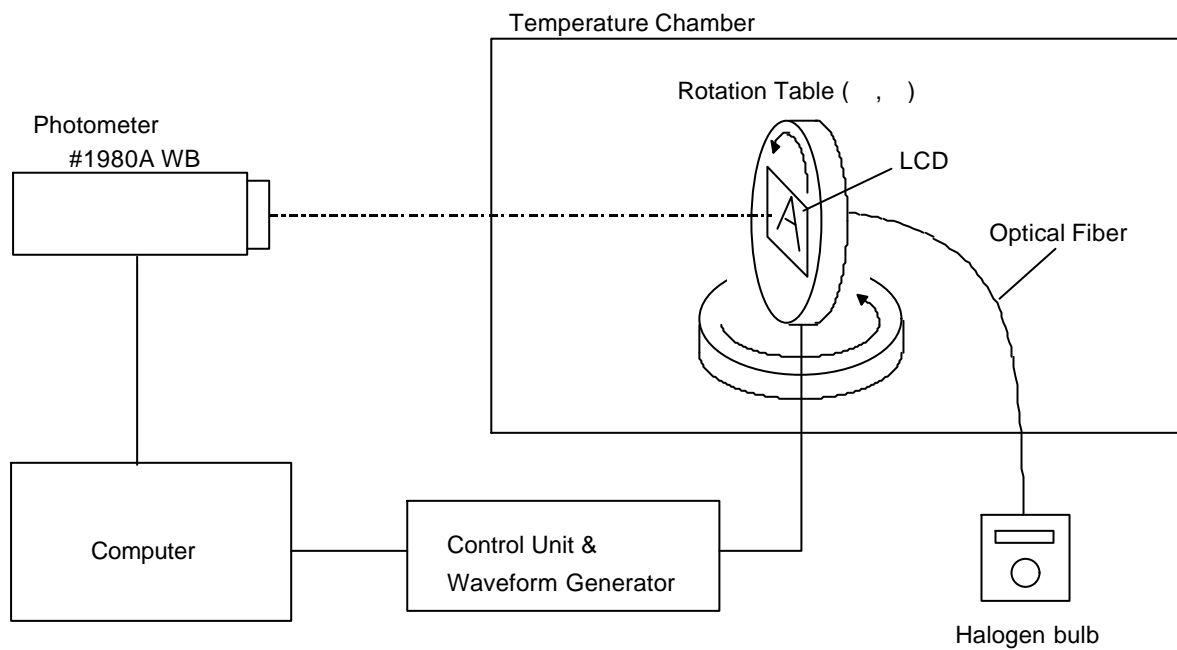 Temperature Chamber
Rotation Table ( , )
Photometer
#1980A WB
LCD
A
Optical Fiber
Computer
Control Unit &
Waveform Generator
Halogen bulb